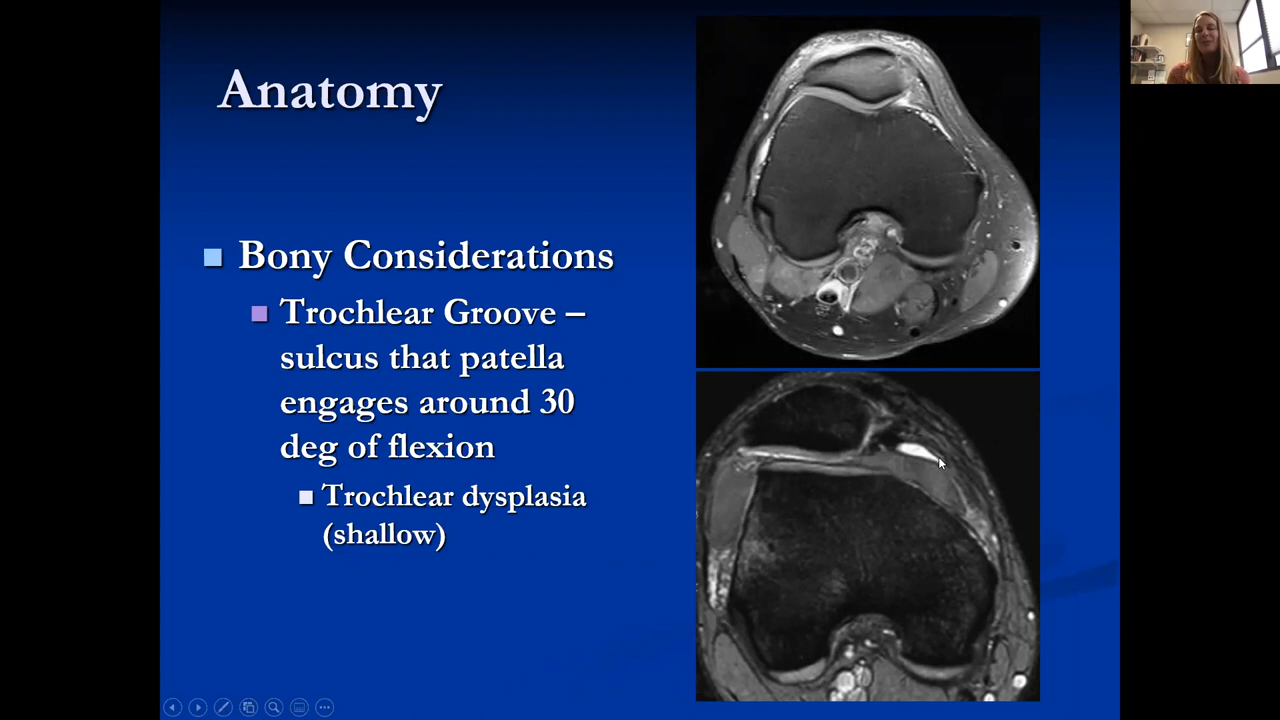 Anatomy
Bony Considerations
Trochlear Groove –
sulcus that patella
engages around 30
deg of flexion
Trochlear dysplasia
(shallow)